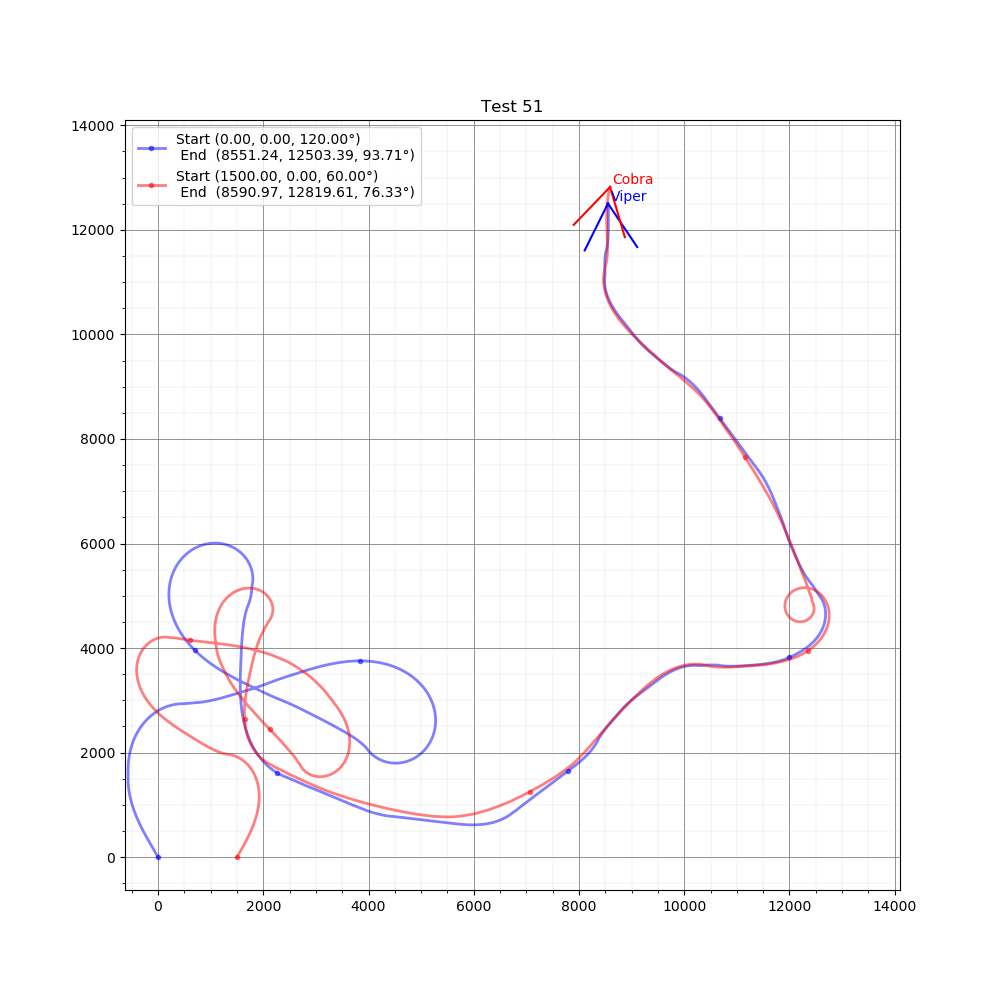 Test 51
14000
Start (0.00, 0.00, 120.00°)
End (8551.24, 12503.39, 93.71°)
Start (1500.00, 0.00, 60.00°)
End (8590.97, 12819.61, 76.33°)
Cobra
Viper
12000
10000
8000
6000
4000
2000
0
0 2000 4000 6000 8000 10000 12000 14000